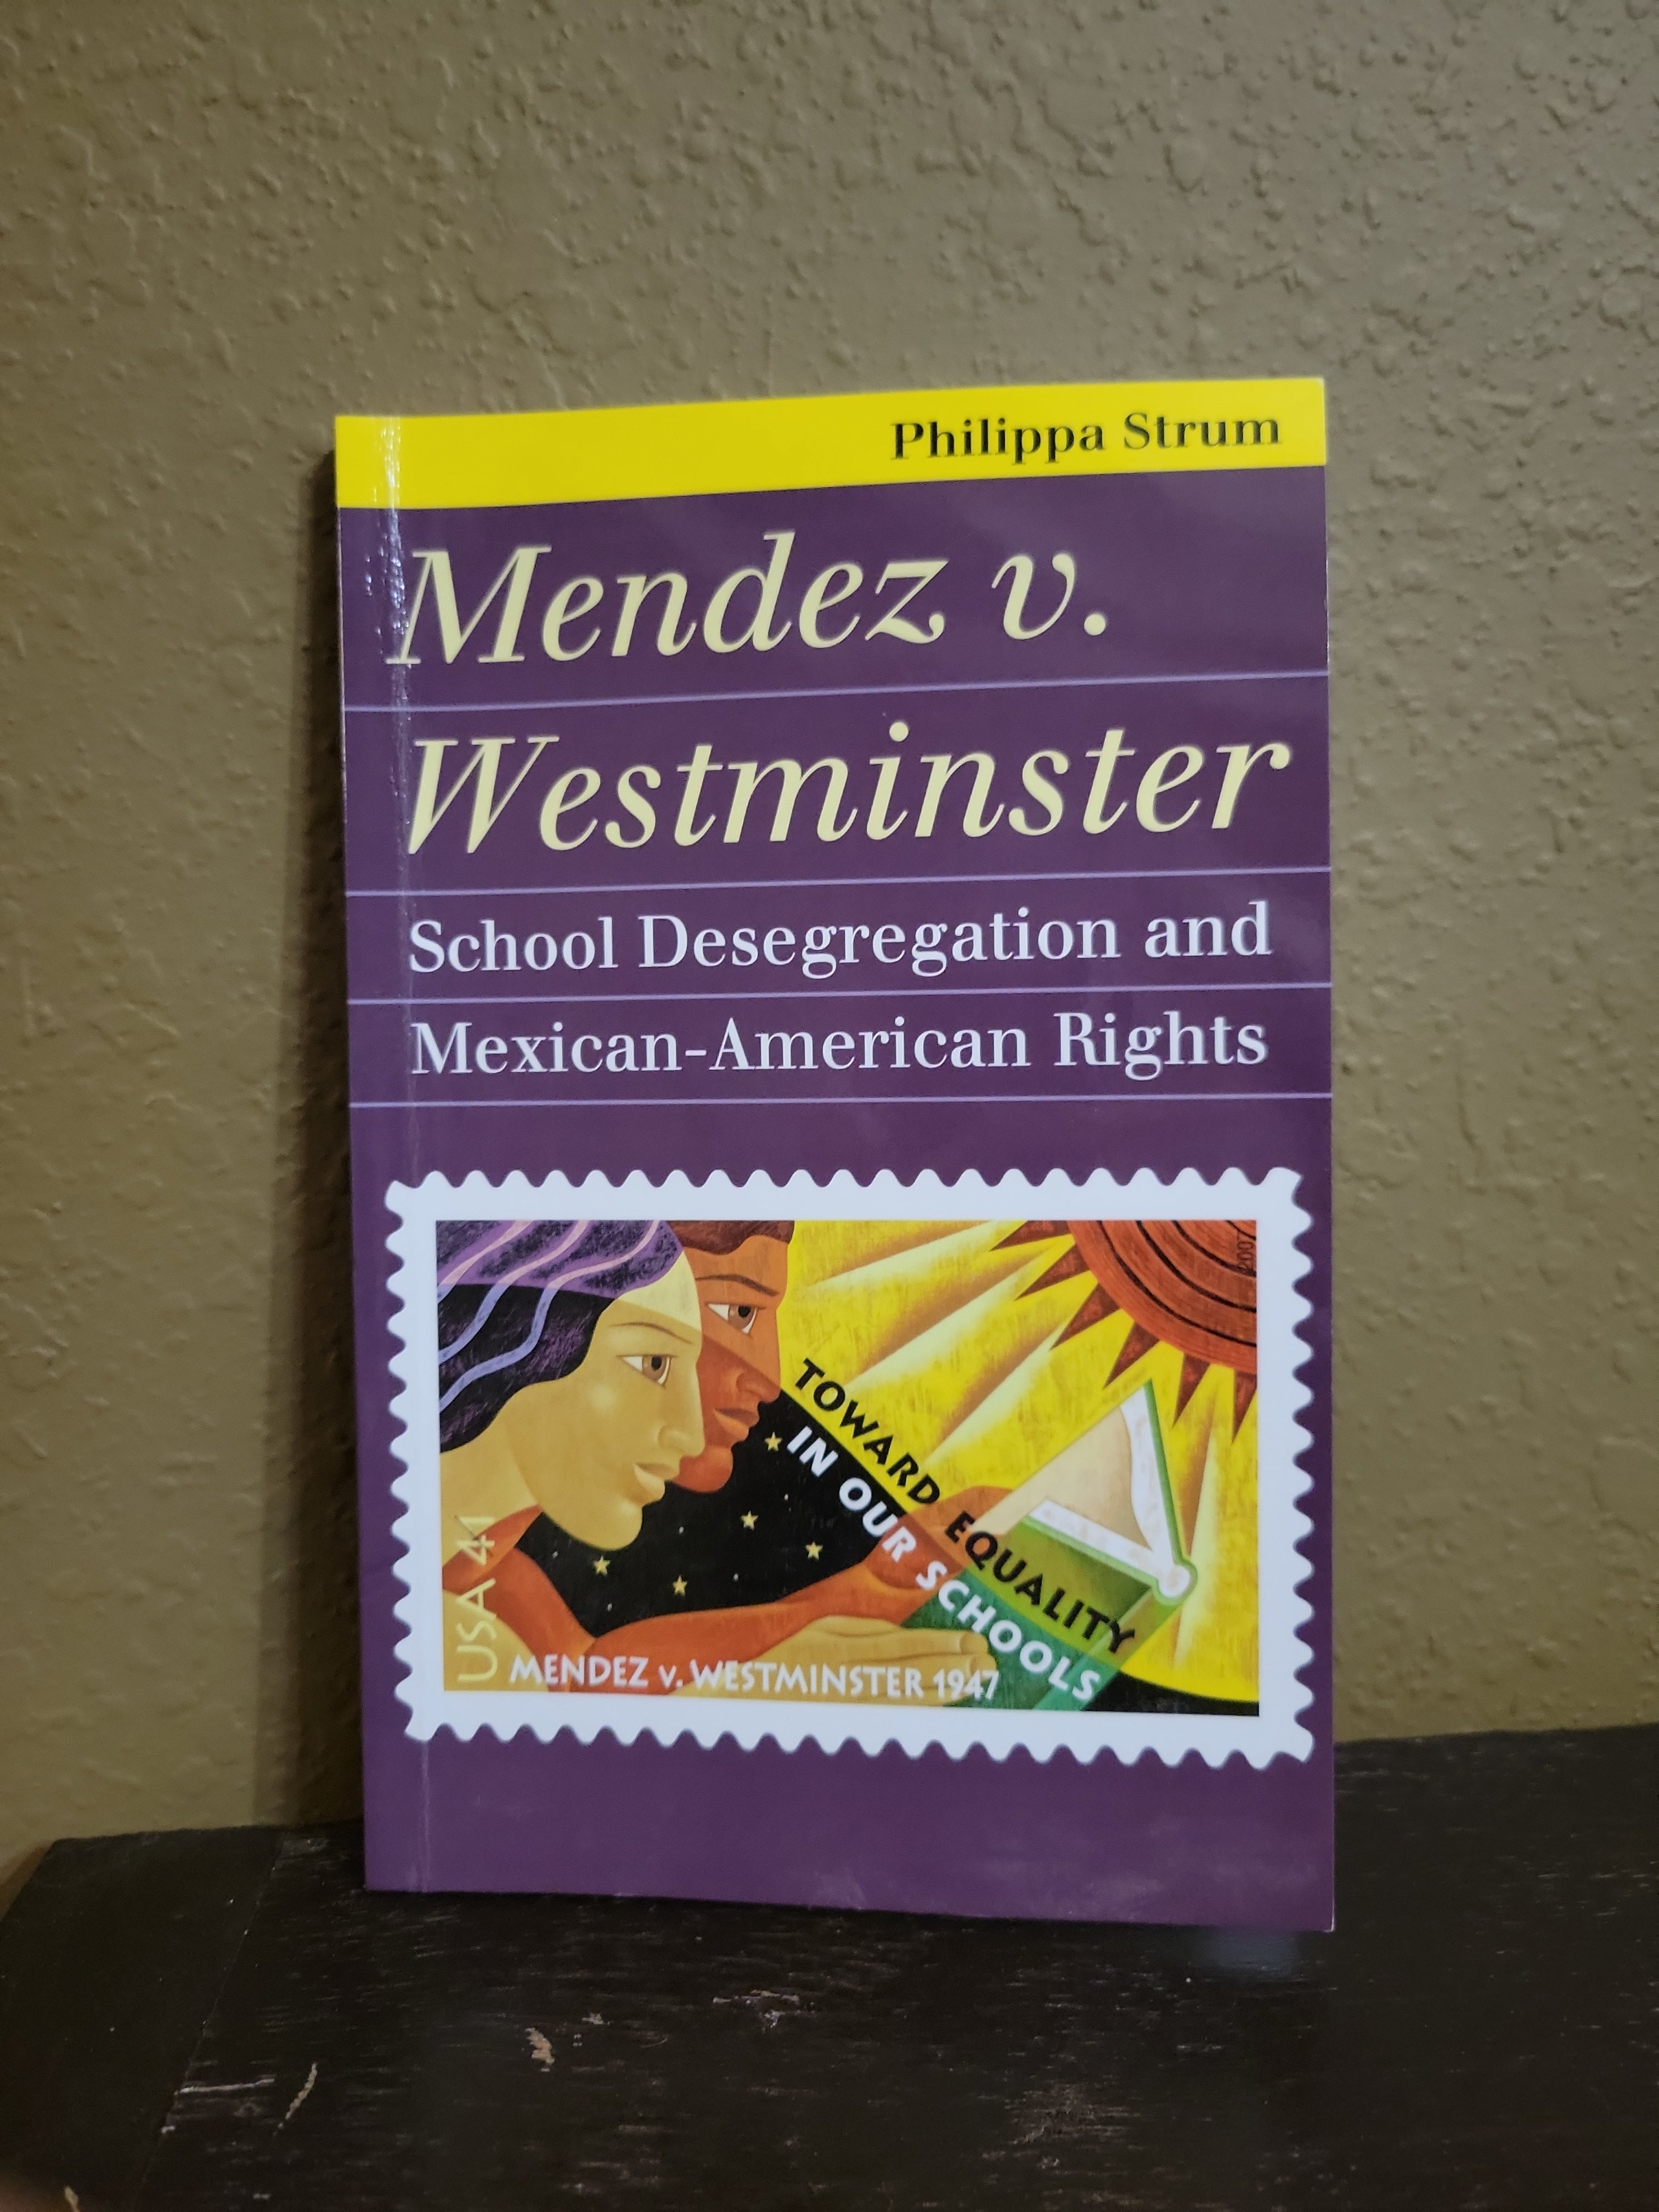 Philippa Strum
Mendez v.
Westminster
School Desegregation and
Mexican-American Rights
2007
TOWARD EQUALITY
IN OUR SCHOOLS
USA 41
MENDEZ v. WESTMINSTER 1947